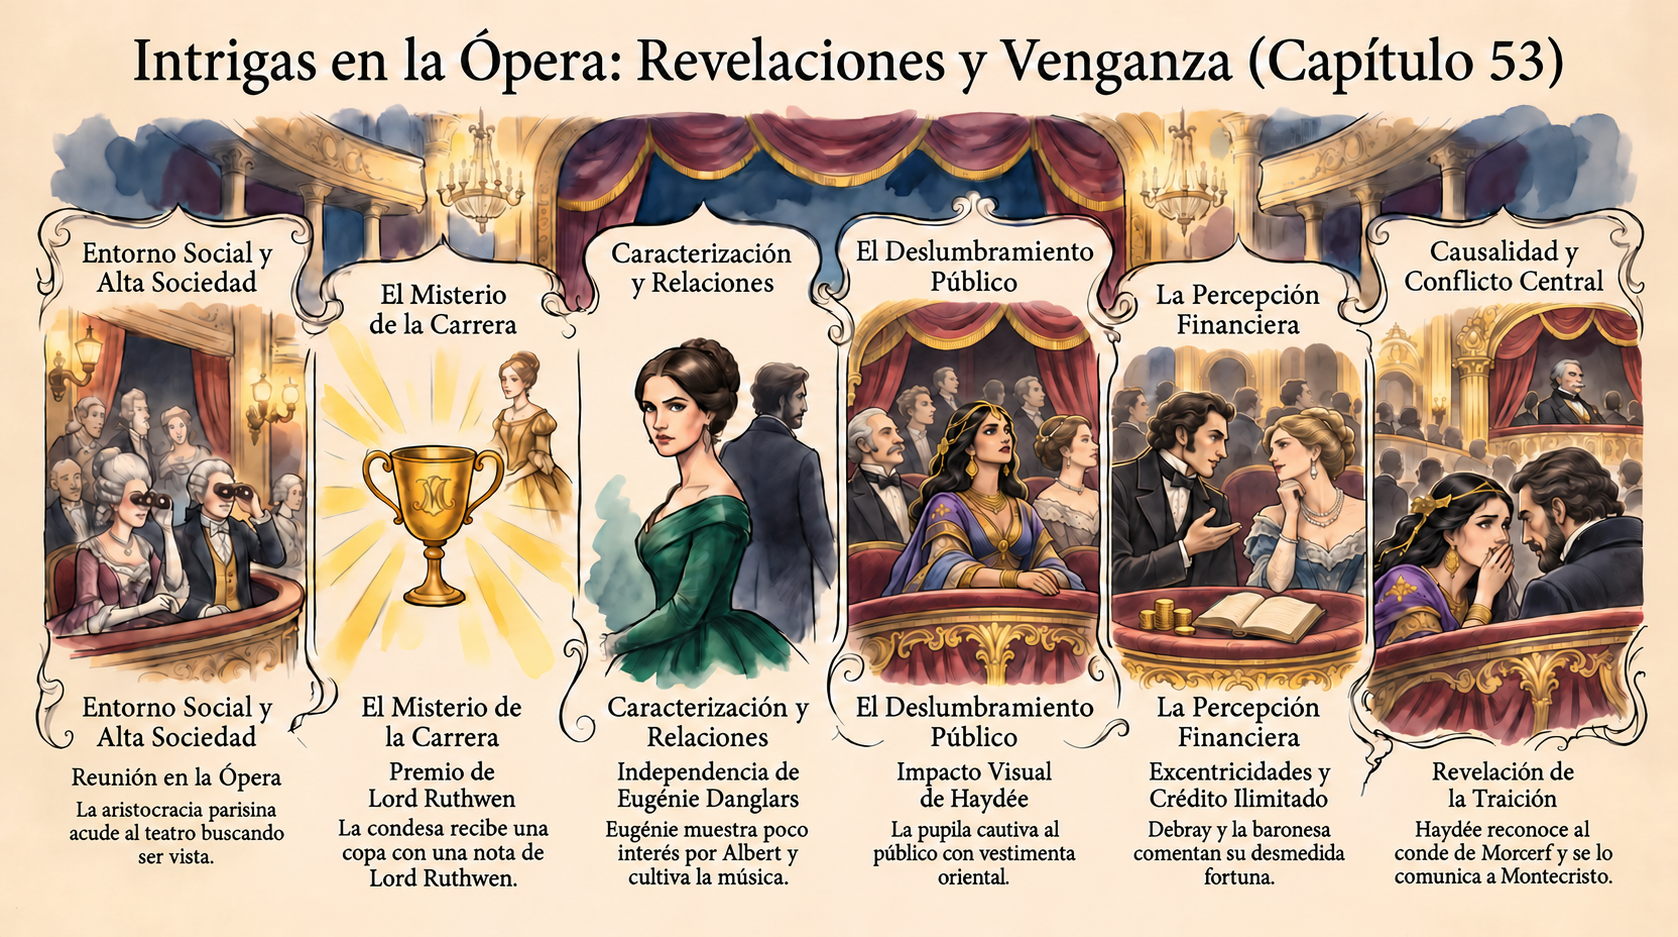 Intrigas en la Ópera: Revelaciones y Venganza (Capítulo 53)
Entorno Social y
Alta Sociedad
El Misterio
de la Carrera
Caracterización
y Relaciones
El Deslumbramiento
Público
La Percepción
Financiera
Causalidad y
Conflicto Central
Entorno Social y
Alta Sociedad
Reunión en la Ópera
La aristocracia parisina
acude al teatro buscando
ser vista.
El Misterio de
la Carrera
Premio de
Lord Ruthwen
La condesa recibe una
copa con una nota de
Lord Ruthwen.
Caracterización y
Relaciones
Independencia de
Eugénie Danglars
Eugénie muestra poco
interés por Albert y
cultiva la música.
El Deslumbramiento
Público
Impacto Visual
de Haydée
La pupila cautiva al
público con vestimenta
oriental.
La Percepción
Financiera
Excentricidades y
Crédito Ilimitado
Debray y la baronesa
comentan su desmedida
fortuna.
Revelación de
la Traición
Haydée reconoce al
conde de Morcerf y se lo
comunica a Montecristo.